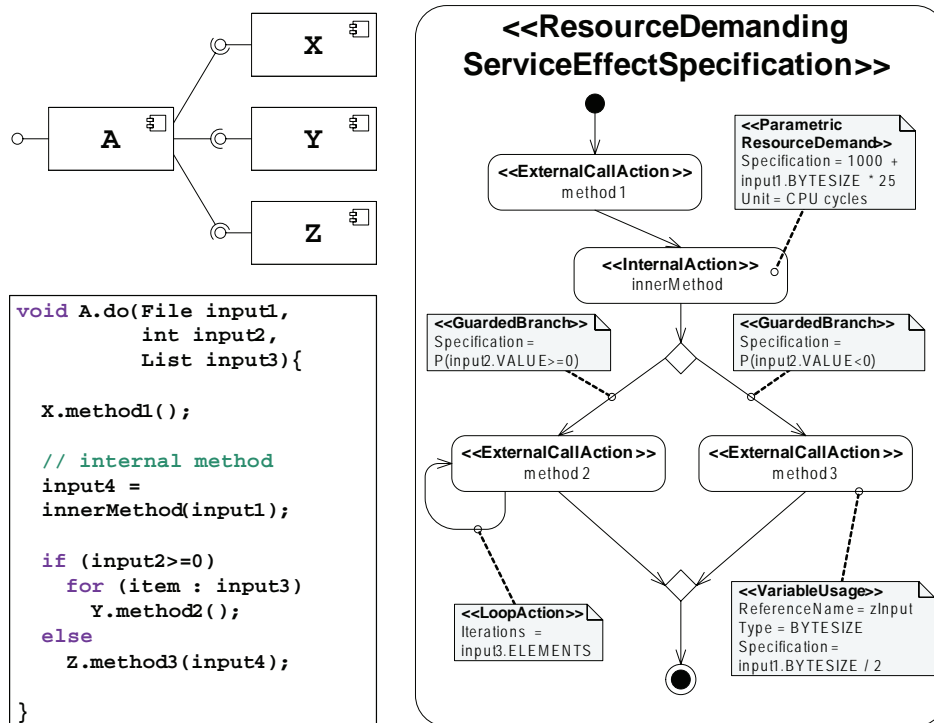 X
A
Y
Z
void A.do(File input1,
int input2,
List input3){
X.method1();
// internal method
input4 =
innerMethod(input1);
if (input2>=0)
for (item : input3)
Y.method2();
else
Z.method3(input4);
}
<<ResourceDemanding
ServiceEffectSpecification>>
<<Parametric
ResourceDemand>>
Specification = 1000 +
input1.BYTESIZE * 25
Unit = CPU cycles
<<ExternalCallAction>>
method1
<<InternalAction>>
innerMethod
<<GuardedBranch>>
Specification =
P(input2.VALUE>=0)
<<GuardedBranch>>
Specification =
P(input2.VALUE<0)
<<ExternalCallAction>>
method2
<<ExternalCallAction>>
method3
<<LoopAction>>
Iterations =
input3.ELEMENTS
<<VariableUsage>>
ReferenceName = zInput
Type = BYTESIZE
Specification =
input1.BYTESIZE / 2